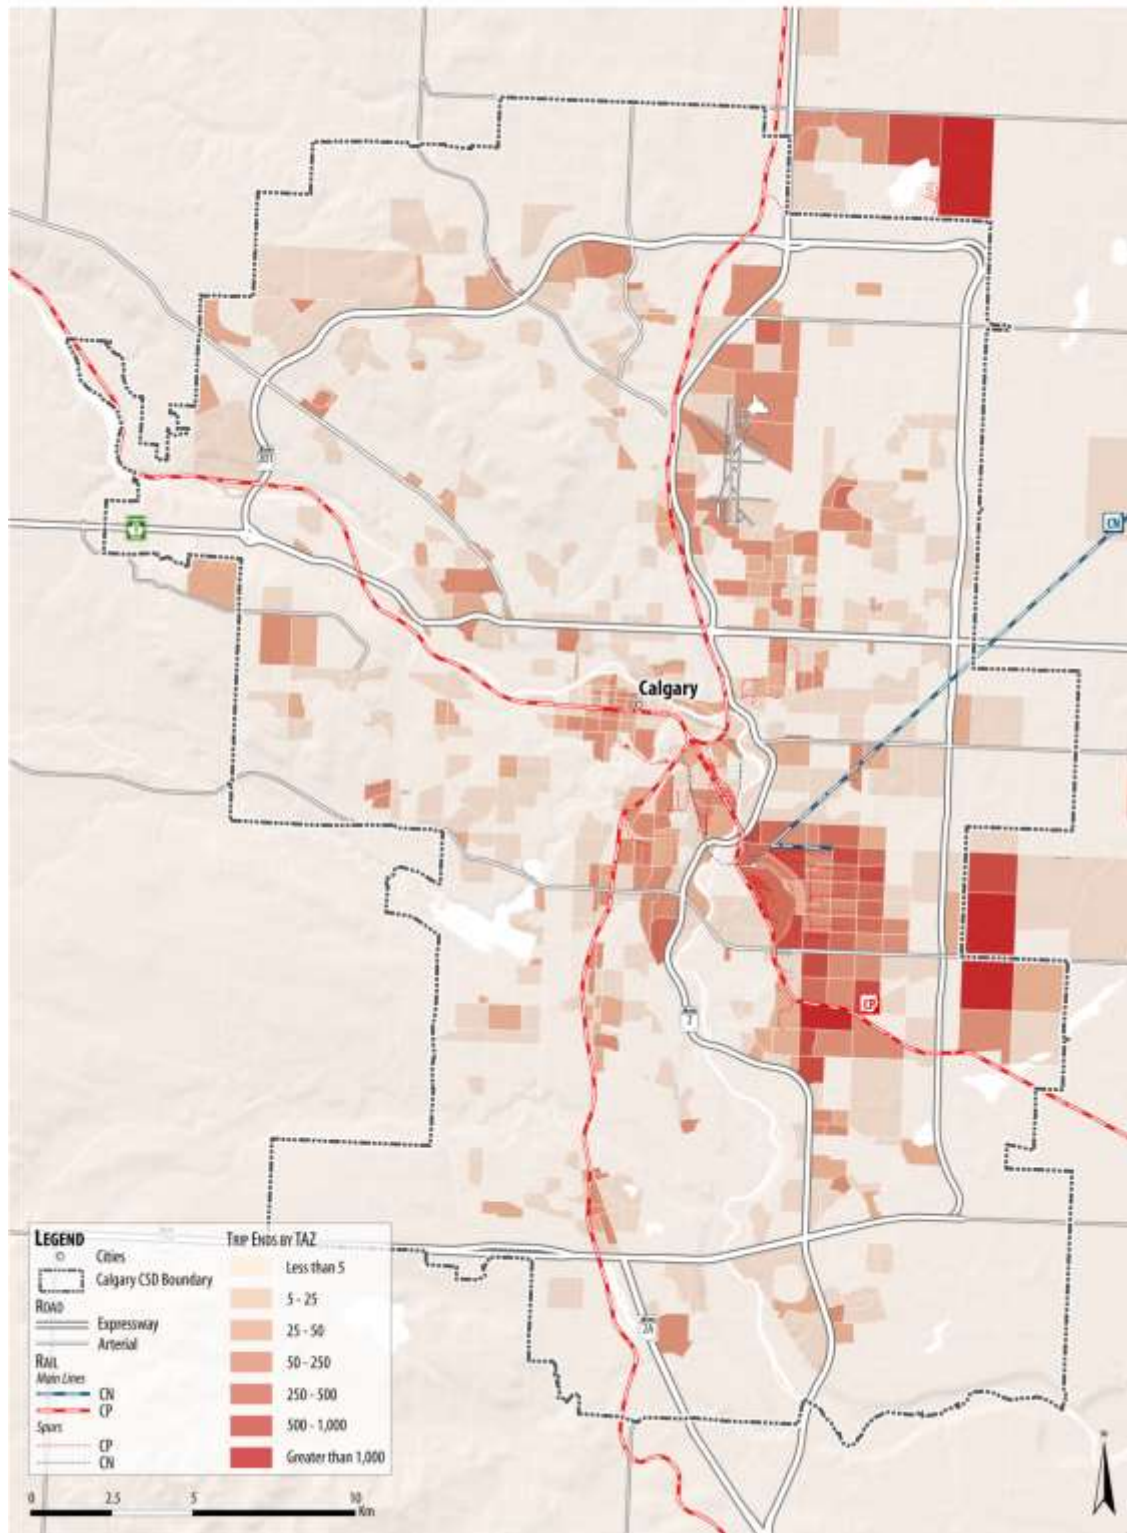 CN
Calgary
CP
2
2A
LEGEND
Cities
Calgary CSD Boundary
ROAD
Expressway
Arterial
RAIL
Main Lines
CN
CP
Spurs
CP
CN
TRIP ENDS BY TAZ
Less than 5
5 - 25
25 - 50
50 - 250
250 - 500
500 - 1,000
Greater than 1,000
0 2.5 5 10
Km